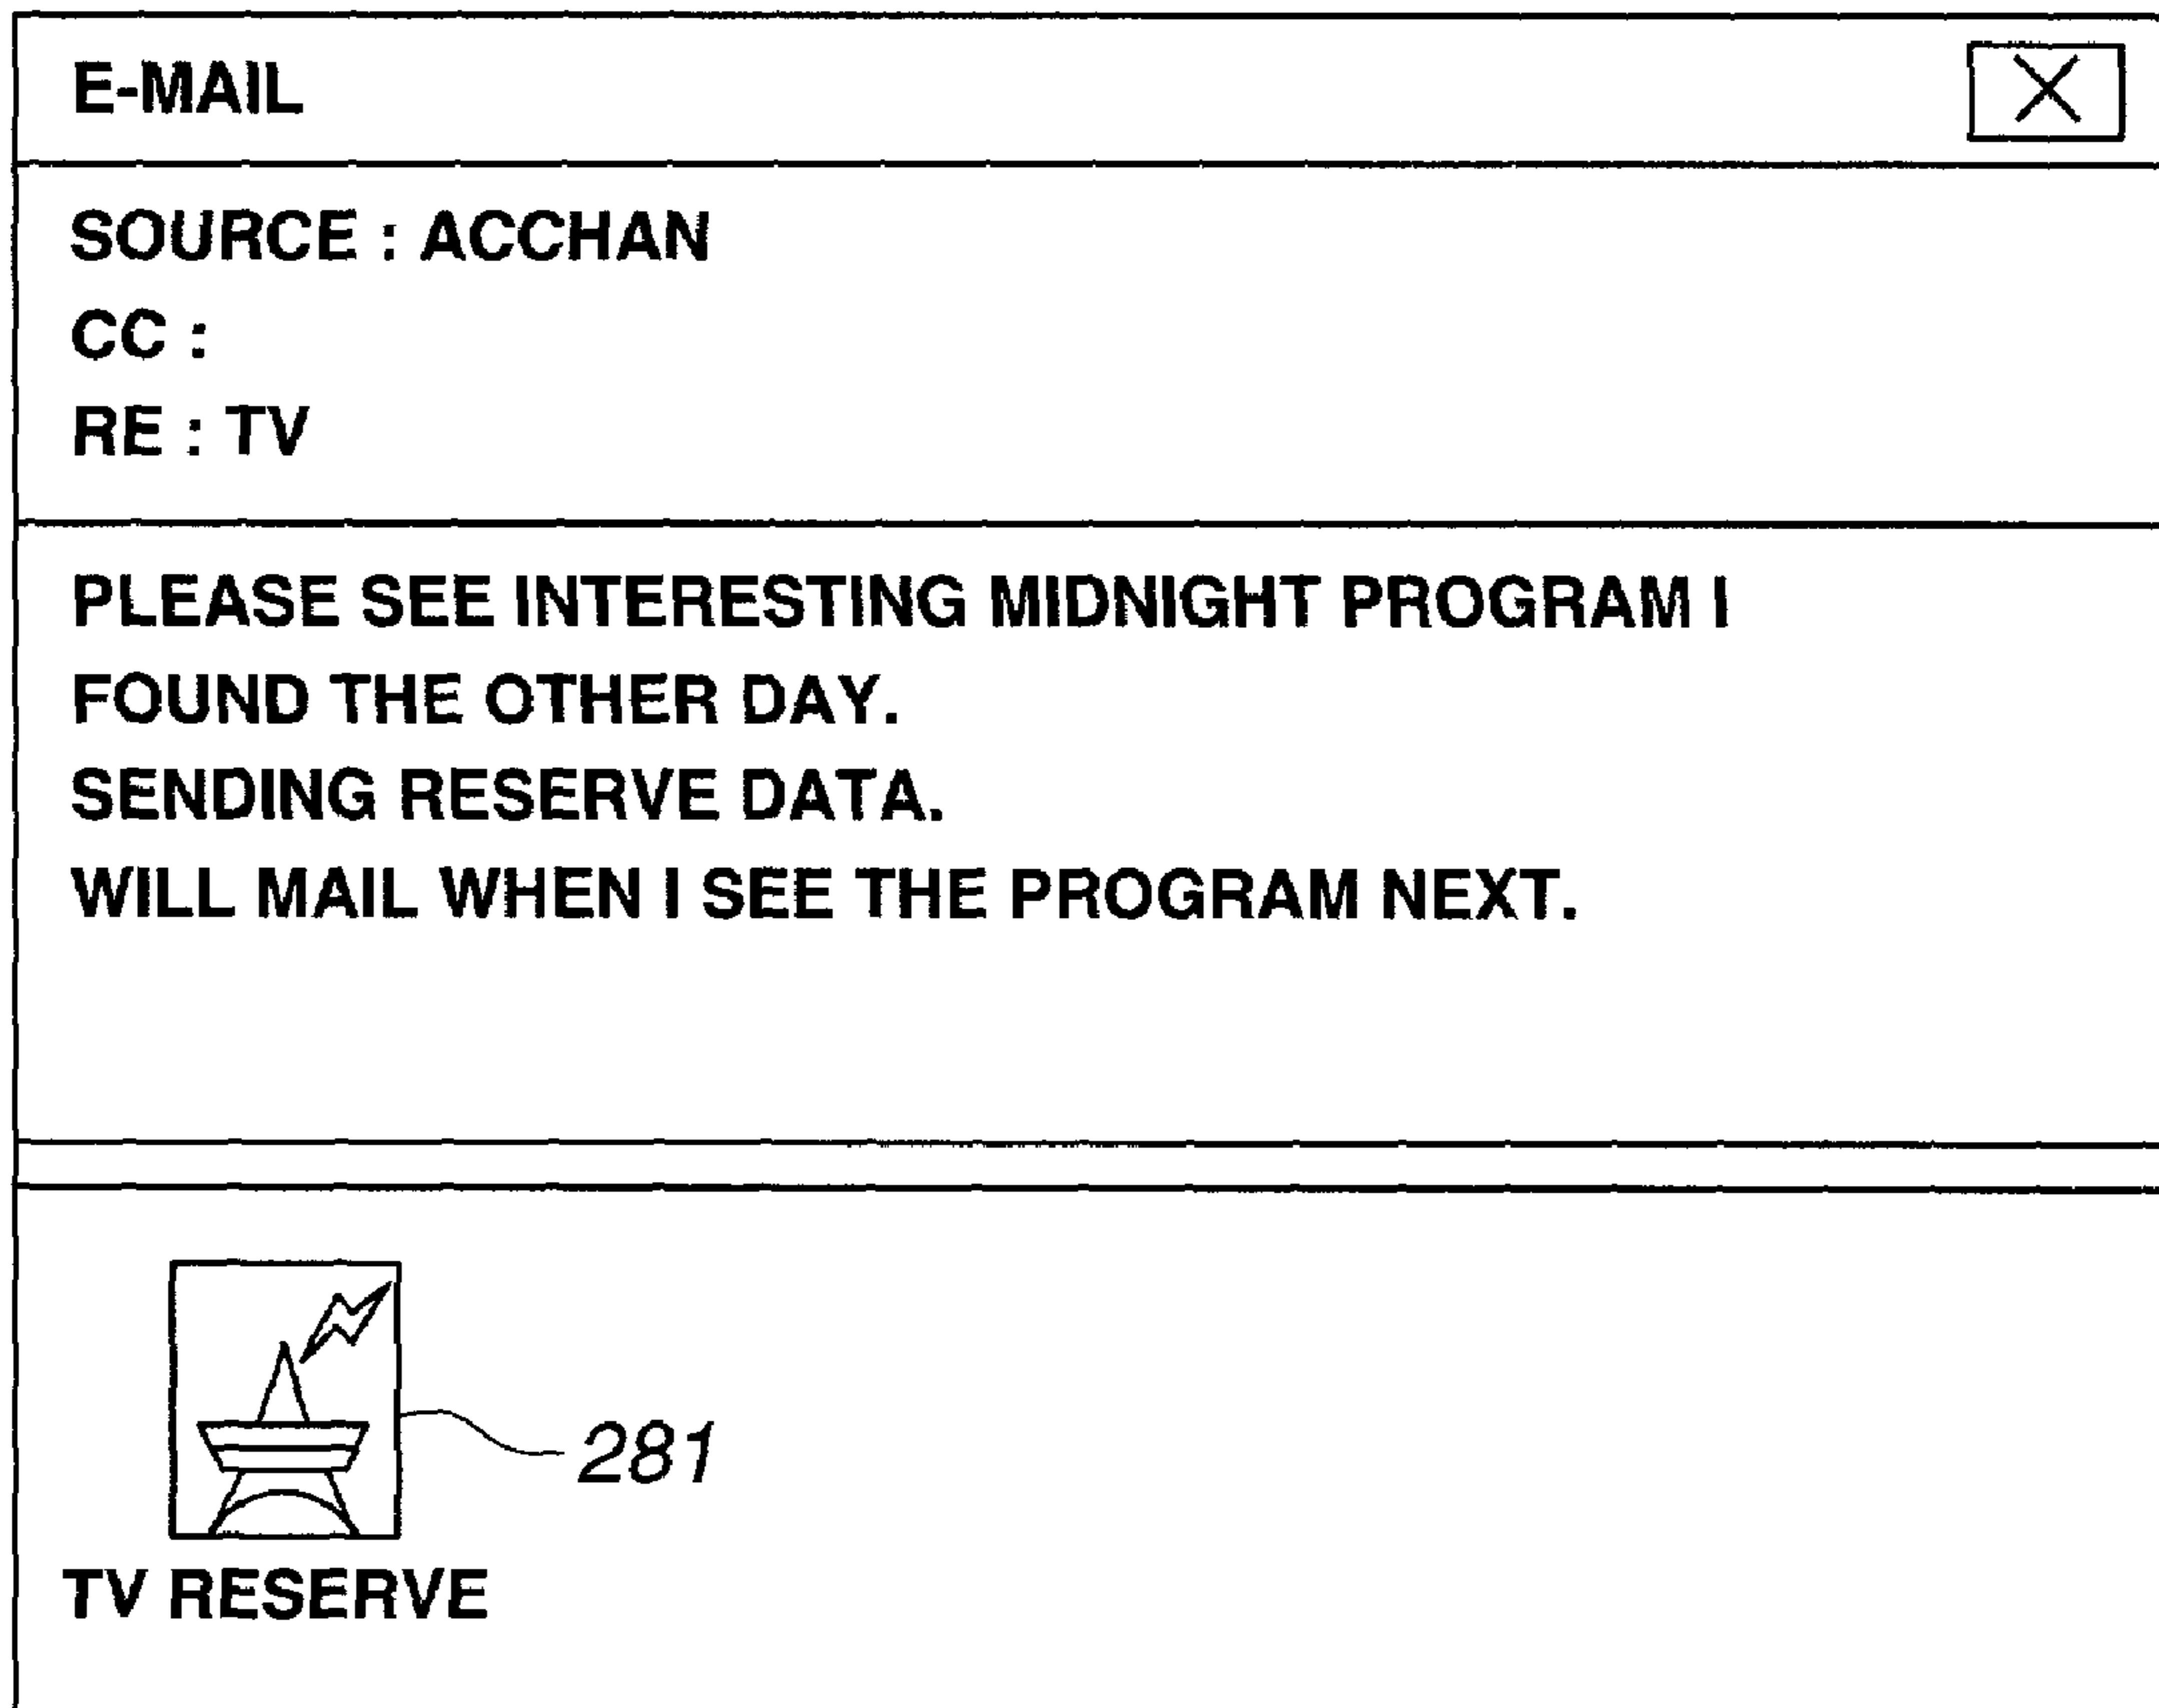 E-MAIL
X
SOURCE : ACCHAN
CC :
RE : TV
PLEASE SEE INTERESTING MIDNIGHT PROGRAM I
FOUND THE OTHER DAY.
SENDING RESERVE DATA.
WILL MAIL WHEN I SEE THE PROGRAM NEXT.
281
TV RESERVE